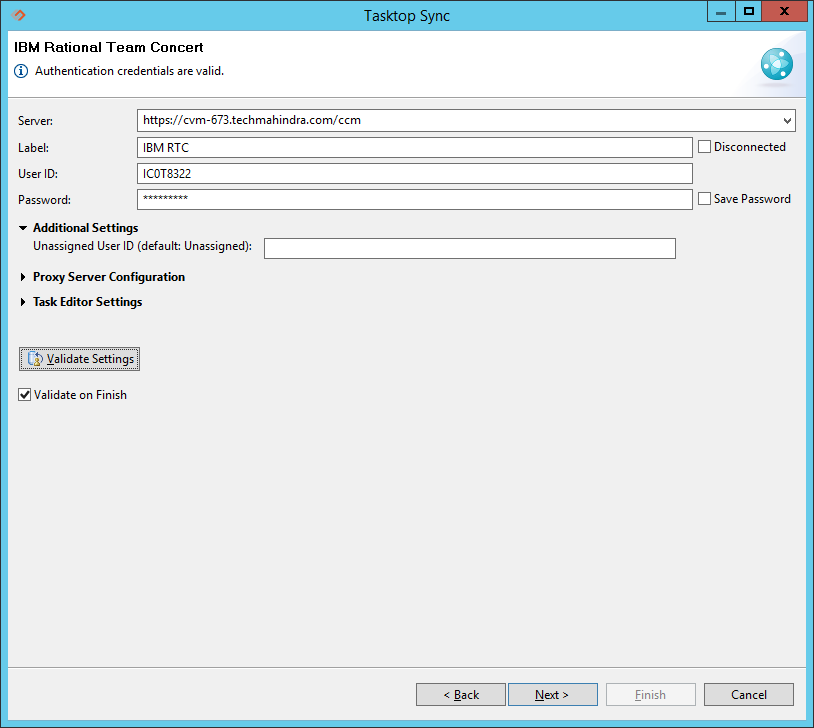 Tasktop Sync
IBM Rational Team Concert
Authentication credentials are valid.
Server: https://cvm-673.techmahindra.com/ccm
Label: IBM RTC Disconnected
User ID: IC0T8322
Password: ********* Save Password
Additional Settings
Unassigned User ID (default: Unassigned):
Proxy Server Configuration
Task Editor Settings
Validate Settings
Validate on Finish
< Back Next > Finish Cancel